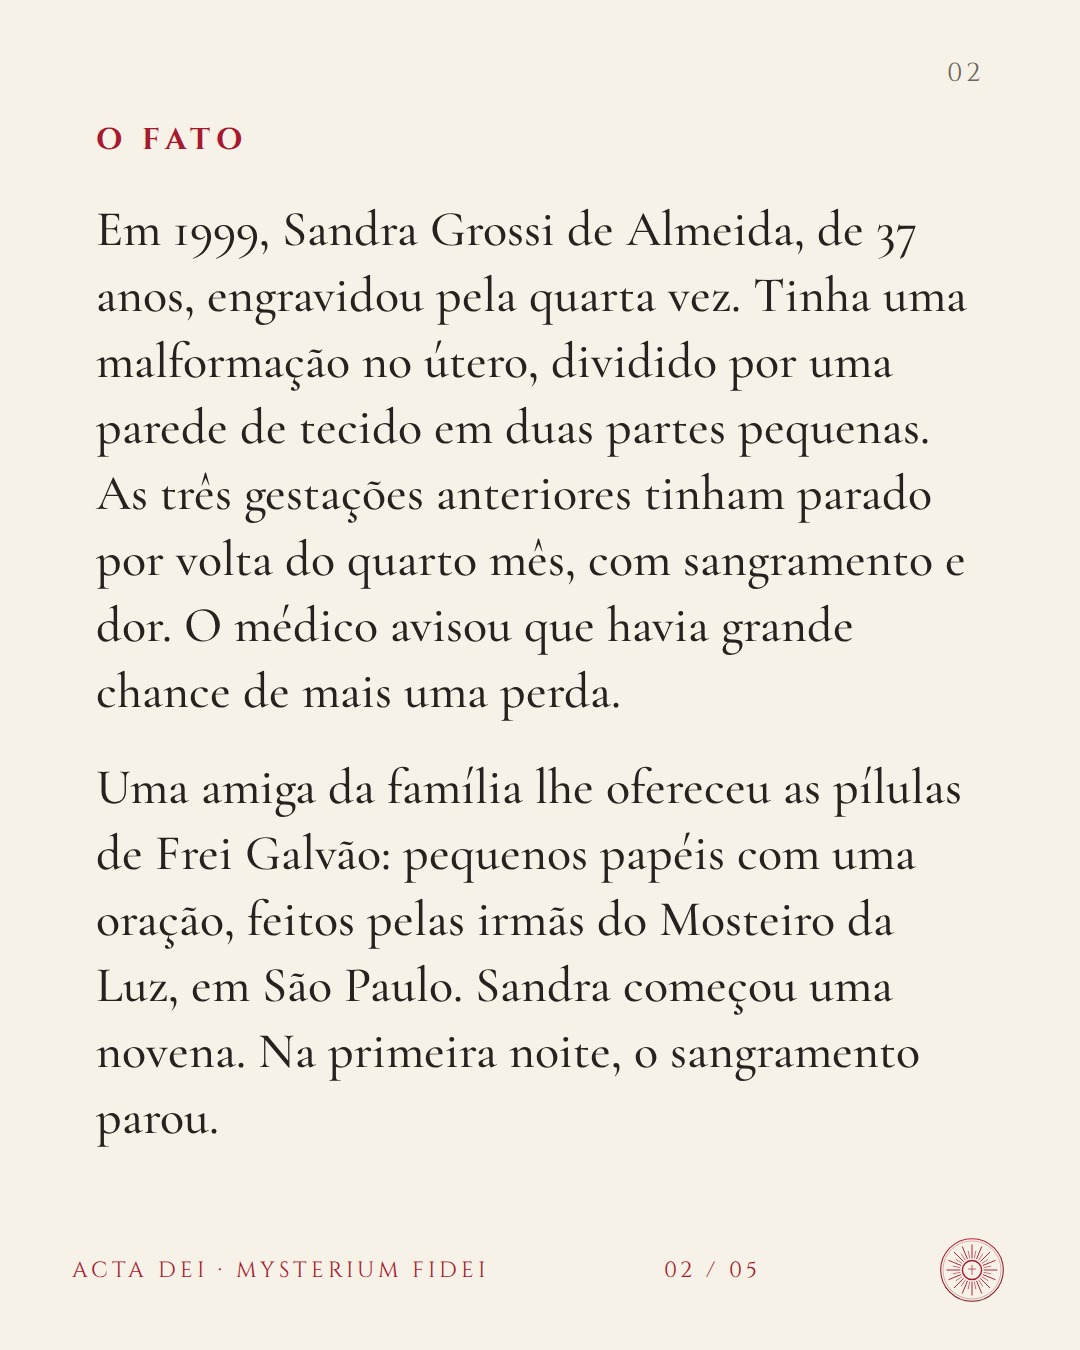 02
O FATO
Em 1999, Sandra Grossi de Almeida, de 37
anos, engravidou pela quarta vez. Tinha uma
malformação no útero, dividido por uma
parede de tecido em duas partes pequenas.
As três gestações anteriores tinham parado
por volta do quarto mês, com sangramento e
dor. O médico avisou que havia grande
chance de mais uma perda.
Uma amiga da família lhe ofereceu as pílulas
de Frei Galvão: pequenos papéis com uma
oração, feitos pelas irmãs do Mosteiro da
Luz, em São Paulo. Sandra começou uma
novena. Na primeira noite, o sangramento
parou.
ACTA DEI · MYSTERIUM FIDEI 02 / 05